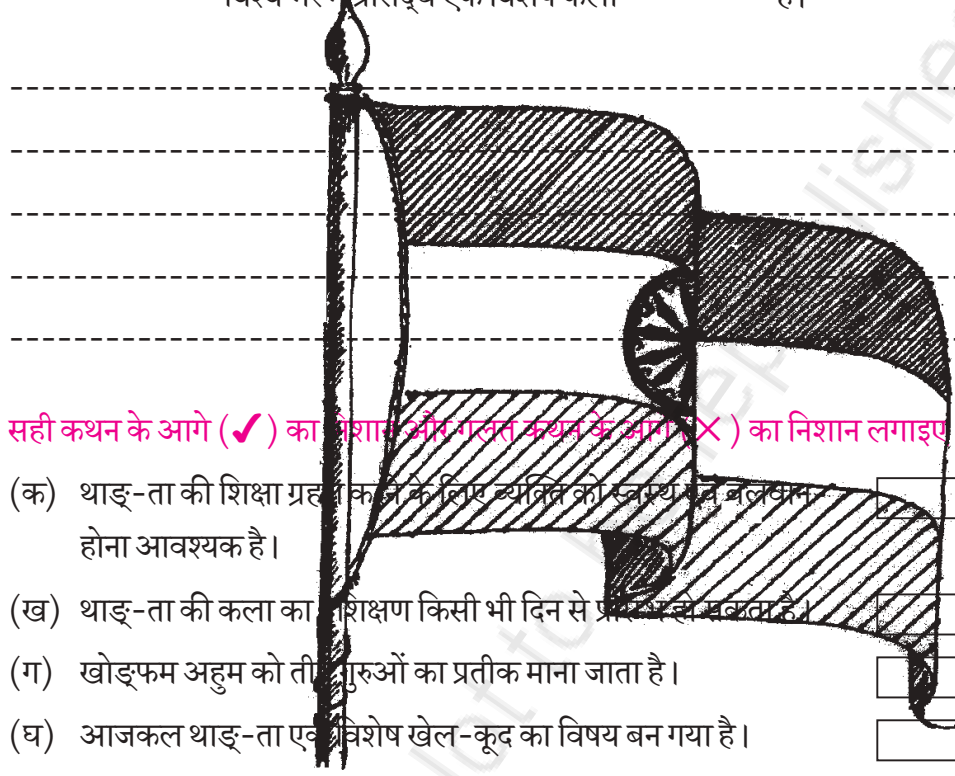 है।
सही कथन के आगे (✔) का निशान और गलत कथन के आगे (✕) का निशान लगाइए
(क) थाङ्-ता की शिक्षा ग्रहण करने के लिए व्यक्ति को स्वस्थ एवं बलवान
होना आवश्यक है।
(ख) थाङ्-ता की कला का प्रशिक्षण किसी भी दिन से प्रारंभ हो सकता है।
(ग) खोङ्फम अहुम को तीन गुरुओं का प्रतीक माना जाता है।
(घ) आजकल थाङ्-ता एक विशेष खेल-कूद का विषय बन गया है।